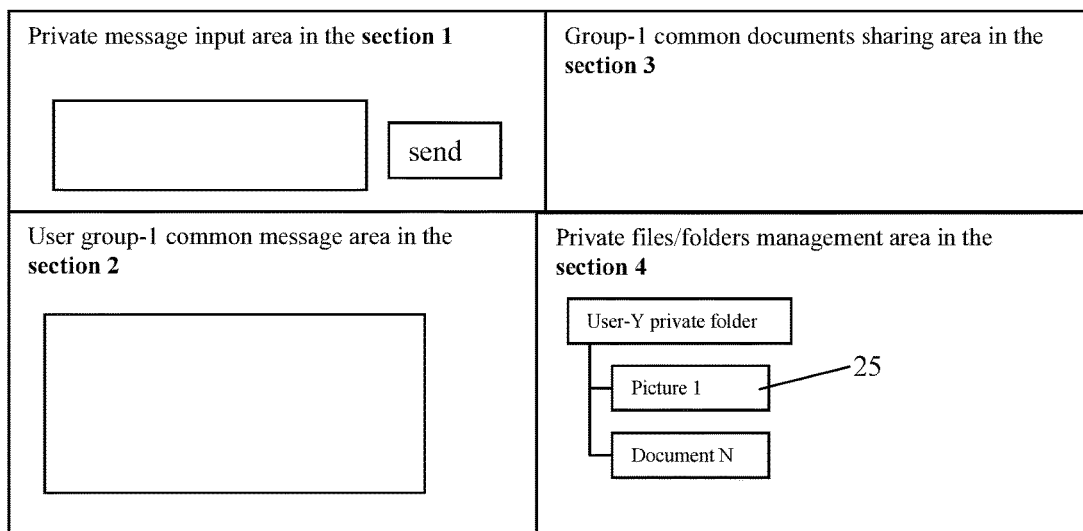 Private message input area in the section 1
send
Group-1 common documents sharing area in the
section 3
User group-1 common message area in the
section 2
Private files/folders management area in the
section 4
User-Y private folder
Picture 1
25
Document N